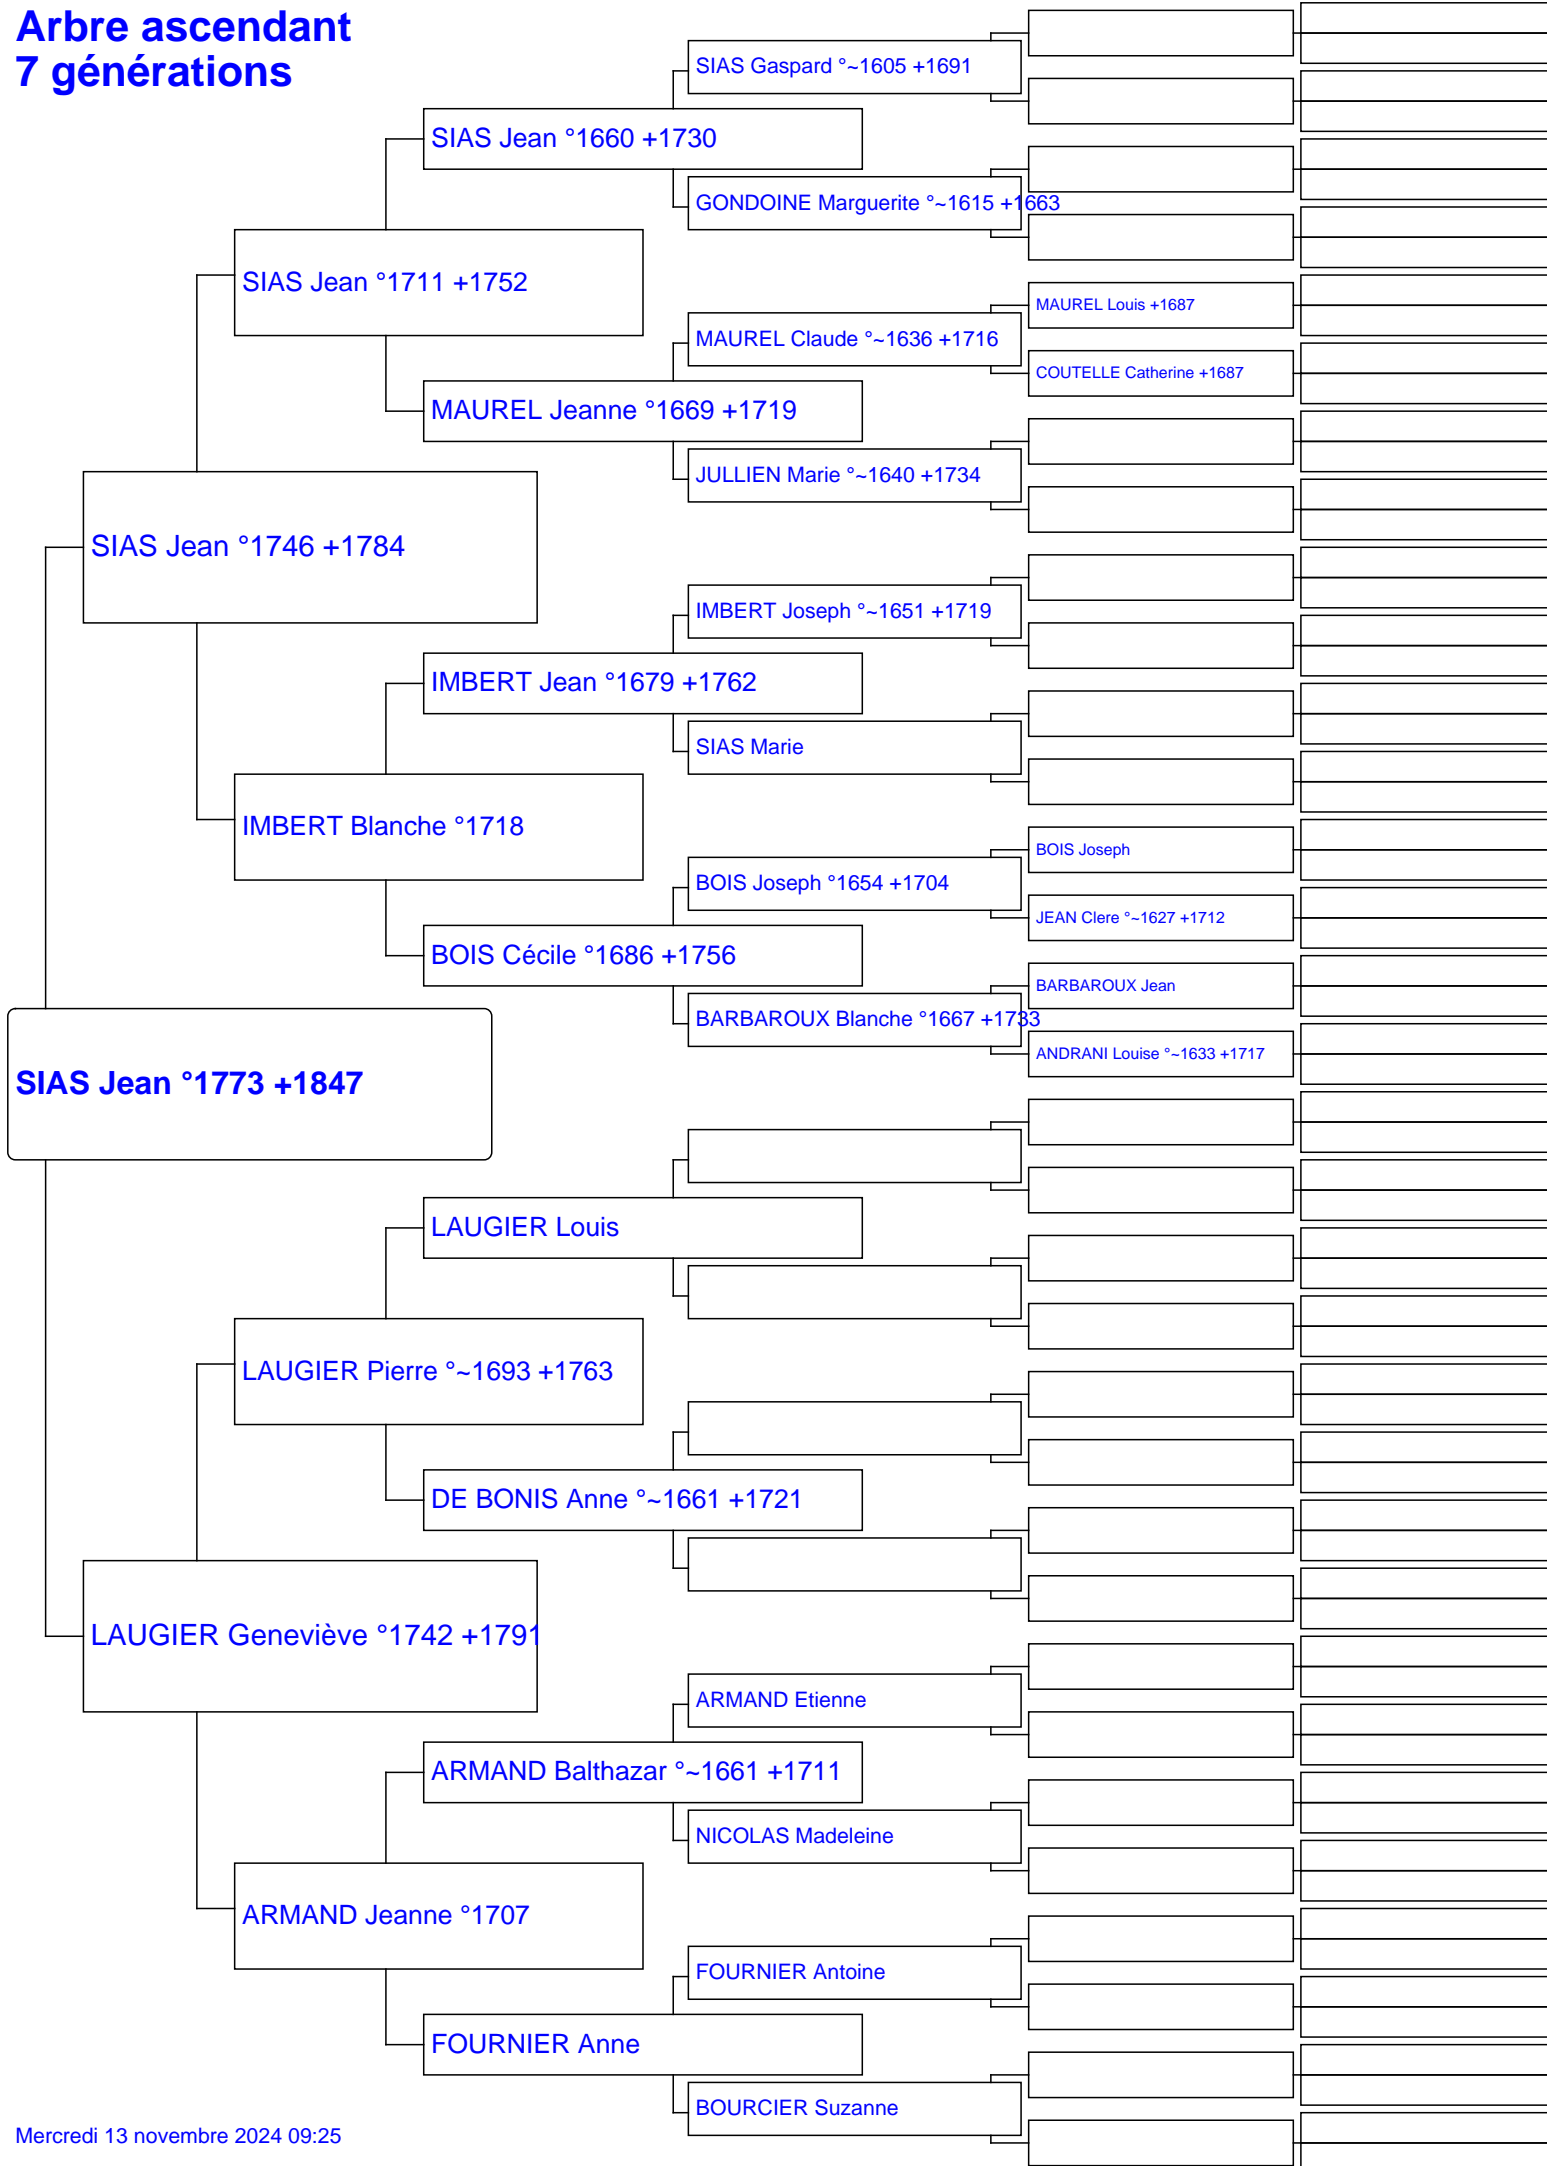 Arbre ascendant
7 générations
SIAS Gaspard °~1605 +1691
SIAS Jean °1660 +1730
GONDOINE Marguerite °~1615 +1663
SIAS Jean °1711 +1752
MAUREL Louis +1687
MAUREL Claude °~1636 +1716
COUTELLE Catherine +1687
MAUREL Jeanne °1669 +1719
JULLIEN Marie °~1640 +1734
SIAS Jean °1746 +1784
IMBERT Joseph °~1651 +1719
IMBERT Jean °1679 +1762
SIAS Marie
IMBERT Blanche °1718
BOIS Joseph
BOIS Joseph °1654 +1704
JEAN Clere °~1627 +1712
BOIS Cécile °1686 +1756
BARBAROUX Jean
BARBAROUX Blanche °1667 +1733
ANDRANI Louise °~1633 +1717
SIAS Jean °1773 +1847
LAUGIER Louis
LAUGIER Pierre °~1693 +1763
DE BONIS Anne °~1661 +1721
LAUGIER Geneviève °1742 +1791
ARMAND Etienne
ARMAND Balthazar °~1661 +1711
NICOLAS Madeleine
ARMAND Jeanne °1707
FOURNIER Antoine
FOURNIER Anne
BOURCIER Suzanne
Mercredi 13 novembre 2024 09:25